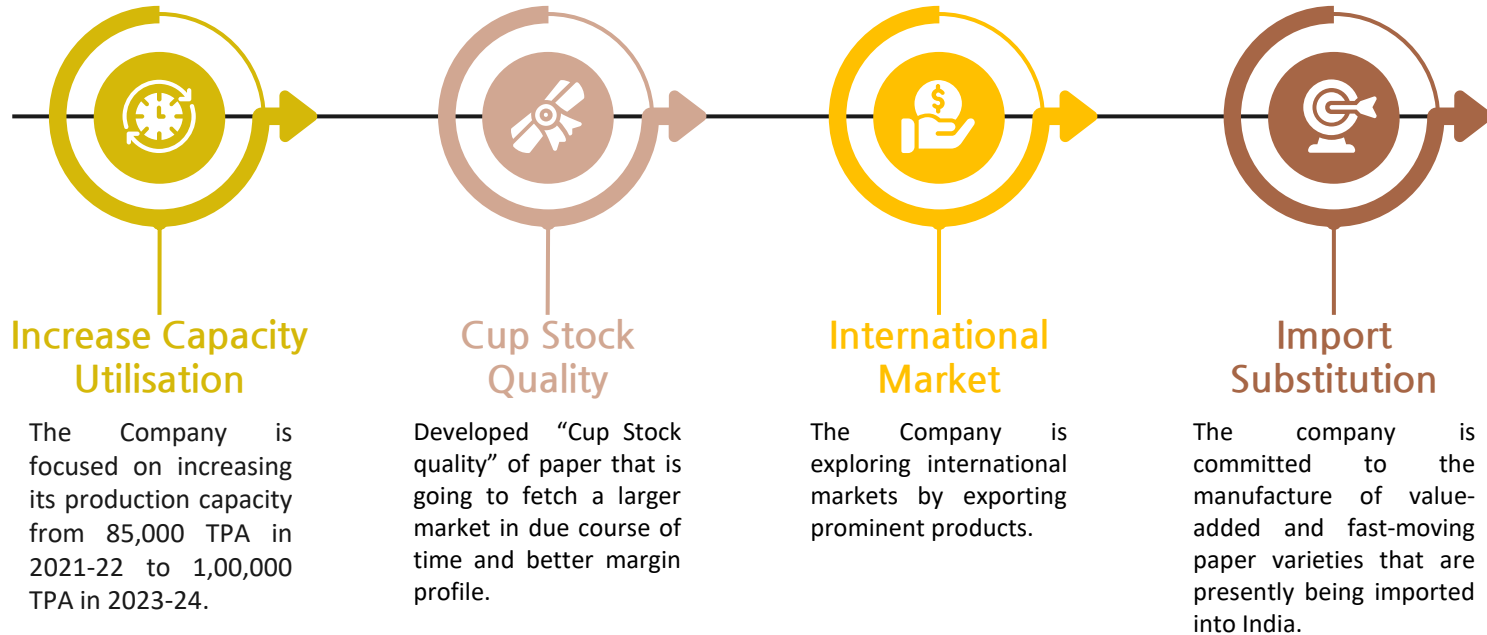 Increase Capacity
Utilisation
The Company is
focused on increasing
its production capacity
from 85,000 TPA in
2021-22 to 1,00,000
TPA in 2023-24.
Cup Stock
Quality
Developed “Cup Stock
quality” of paper that is
going to fetch a larger
market in due course of
time and better margin
profile.
International
Market
The Company is
exploring international
markets by exporting
prominent products.
Import
Substitution
The company is
committed to the
manufacture of value-
added and fast-moving
paper varieties that are
presently being imported
into India.